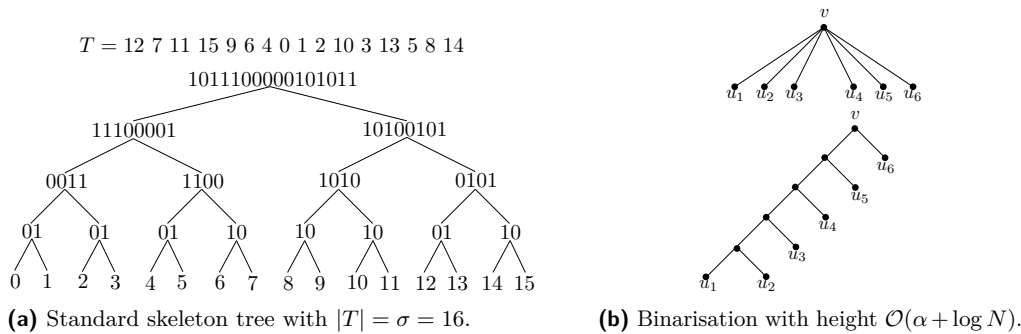 T = 12 7 11 15 9 6 4 0 1 2 10 3 13 5 8 14
1011100000101011
11100001 10100101
0011 1100 1010 0101
01 01 01 10 10 10 01 10
0 1 2 3 4 5 6 7 8 9 10 11 12 13 14 15
(a) Standard skeleton tree with |T| = σ = 16.
v
u1 u2 u3 u4 u5 u6
v
u6
u5
u4
u3
u1 u2
(b) Binarisation with height O(α + log N).